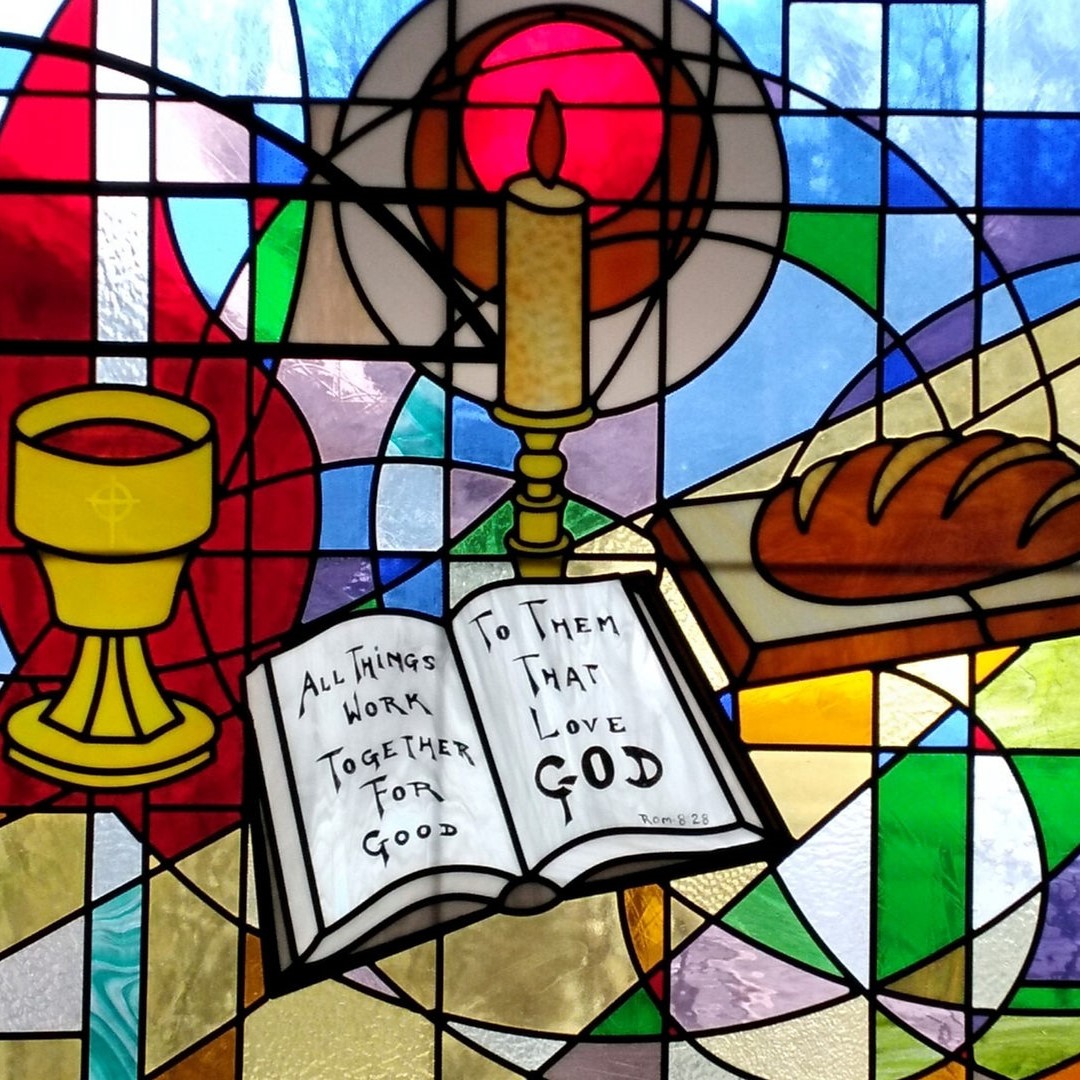 ALL THINGS
WORK
TOGETHER
FOR
GOOD
TO THEM
THAT
LOVE
GOD
Rom. 8-28